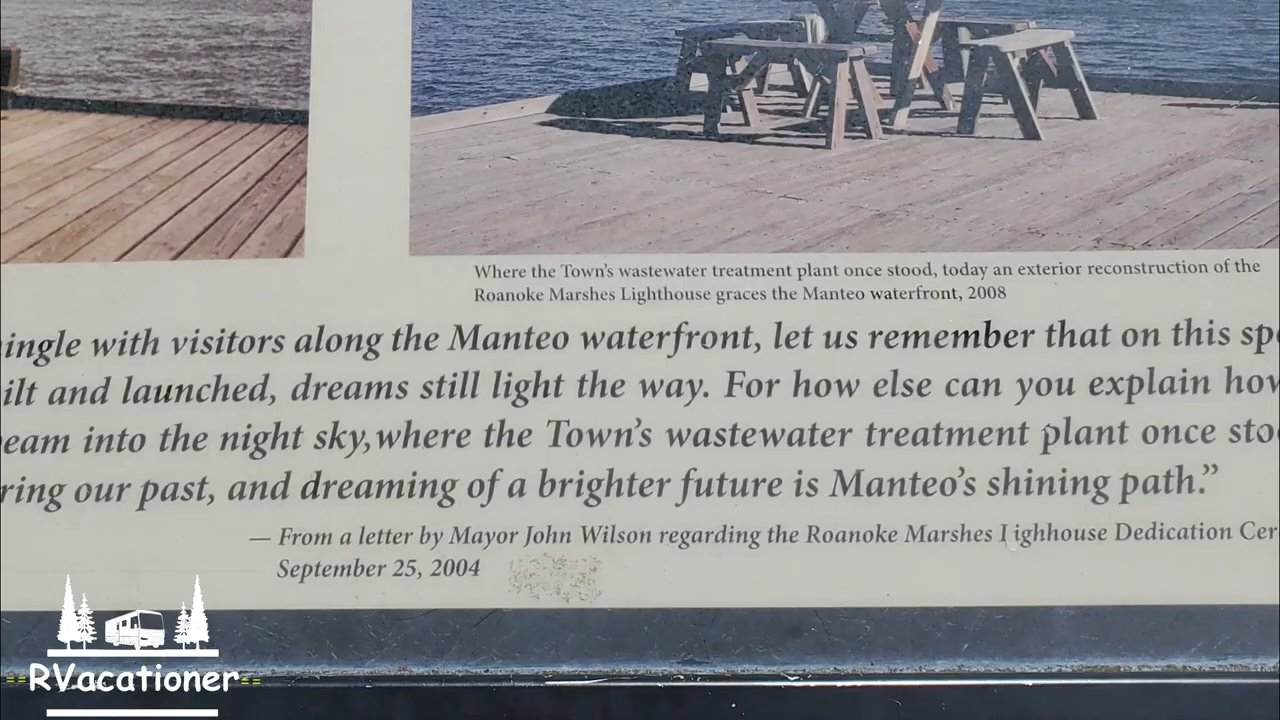 Where the Town's wastewater treatment plant once stood, today an exterior reconstruction of the
Roanoke Marshes Lighthouse graces the Manteo waterfront, 2008
ingle with visitors along the Manteo waterfront, let us remember that on this sp
ilt and launched, dreams still light the way. For how else can you explain how
eam into the night sky, where the Town's wastewater treatment plant once sto
ring our past, and dreaming of a brighter future is Manteo's shining path."
— From a letter by Mayor John Wilson regarding the Roanoke Marshes Lighhouse Dedication Cer
September 25, 2004
RVacationer